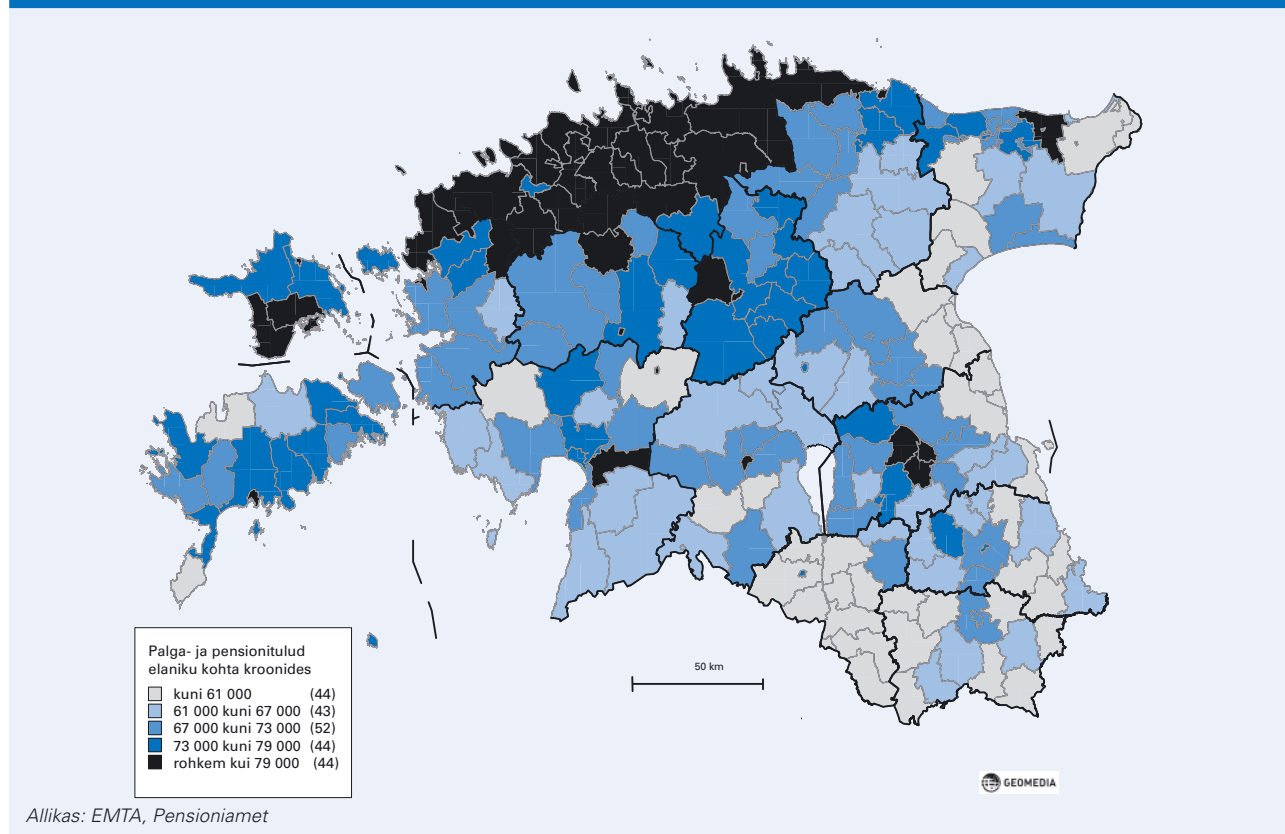 Palga- ja pensionitulud
elaniku kohta kroonides
kuni 61 000 (44)
61 000 kuni 67 000 (43)
67 000 kuni 73 000 (52)
73 000 kuni 79 000 (44)
rohkem kui 79 000 (44)
50 km
GEOMEDIA
Allikas: EMTA, Pensioniamet